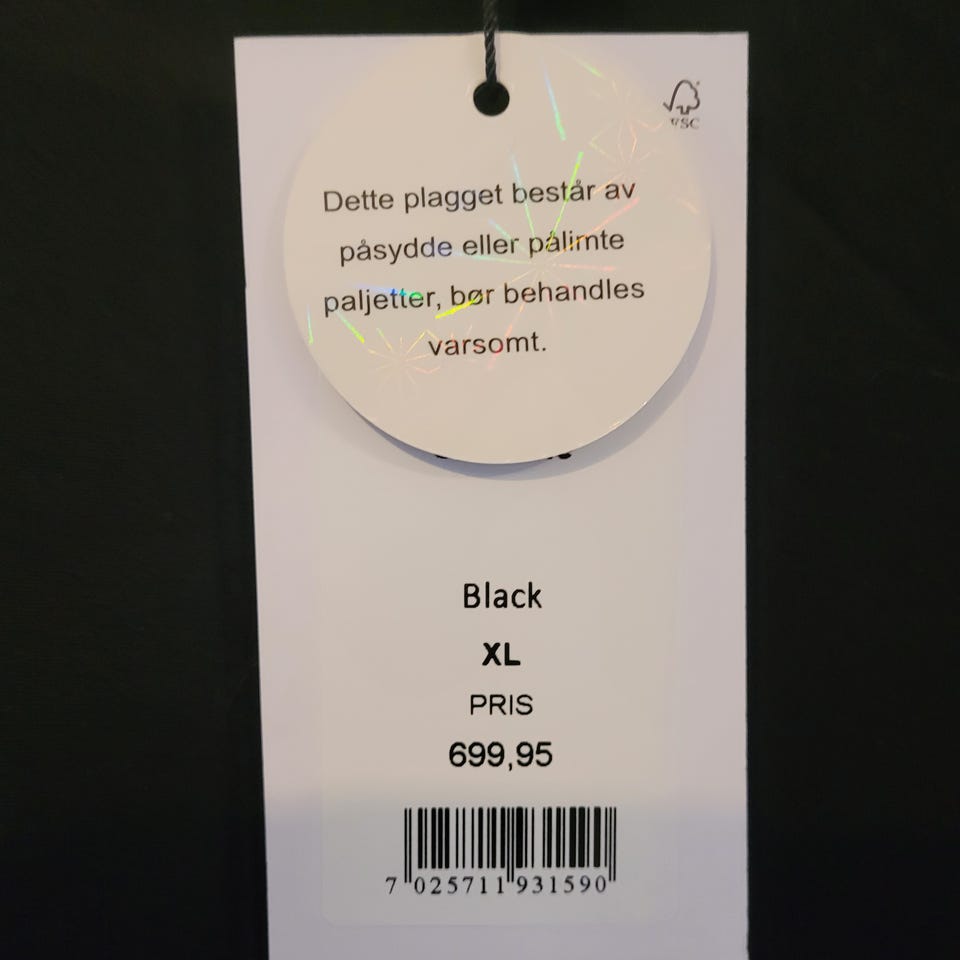 FSC
Dette plagget består av
påsydde eller pålimte
paljetter, bør behandles
varsomt.
Black
XL
PRIS
699,95
7 025711 931590